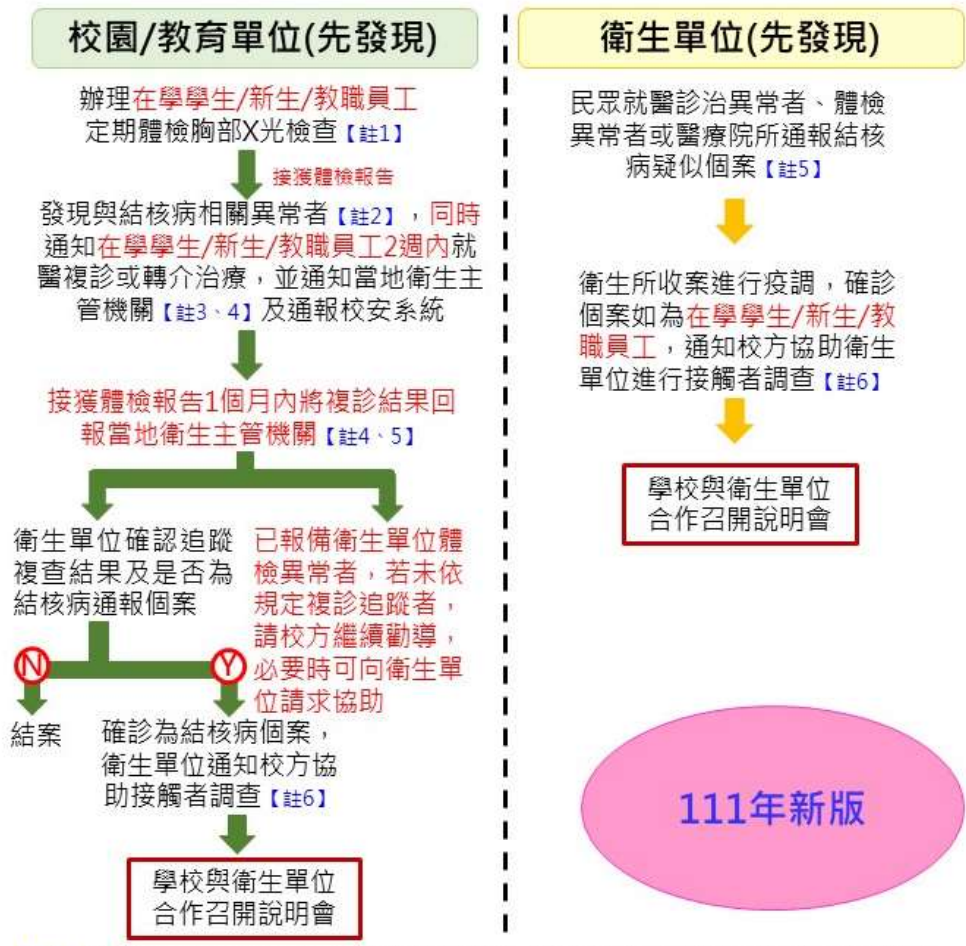 校園/教育單位(先發現)
辦理在學學生/新生/教職員工
定期體檢胸部X光檢查【註1】
接獲體檢報告
發現與結核病相關異常者【註2】，同時
通知在學學生/新生/教職員工2週內就
醫複診或轉介治療，並通知當地衛生主
管機關【註3、4】及通報校安系統
接獲體檢報告1個月內將複診結果回
報當地衛生主管機關【註4、5】
衛生單位確認追蹤
複查結果及是否為
結核病通報個案
已報備衛生單位體
檢異常者，若未依
規定複診追蹤者，
請校方繼續勸導，
必要時可向衛生單
位請求協助
N
Y
結案
確診為結核病個案，
衛生單位通知校方協
助接觸者調查【註6】
學校與衛生單位
合作召開說明會
衛生單位(先發現)
民眾就醫診治異常者、體檢
異常者或醫療院所通報結核
病疑似個案【註5】
衛生所收案進行疫調，確診
個案如為在學學生/新生/教
職員工，通知校方協助衛生
單位進行接觸者調查【註6】
學校與衛生單位
合作召開說明會
111年新版